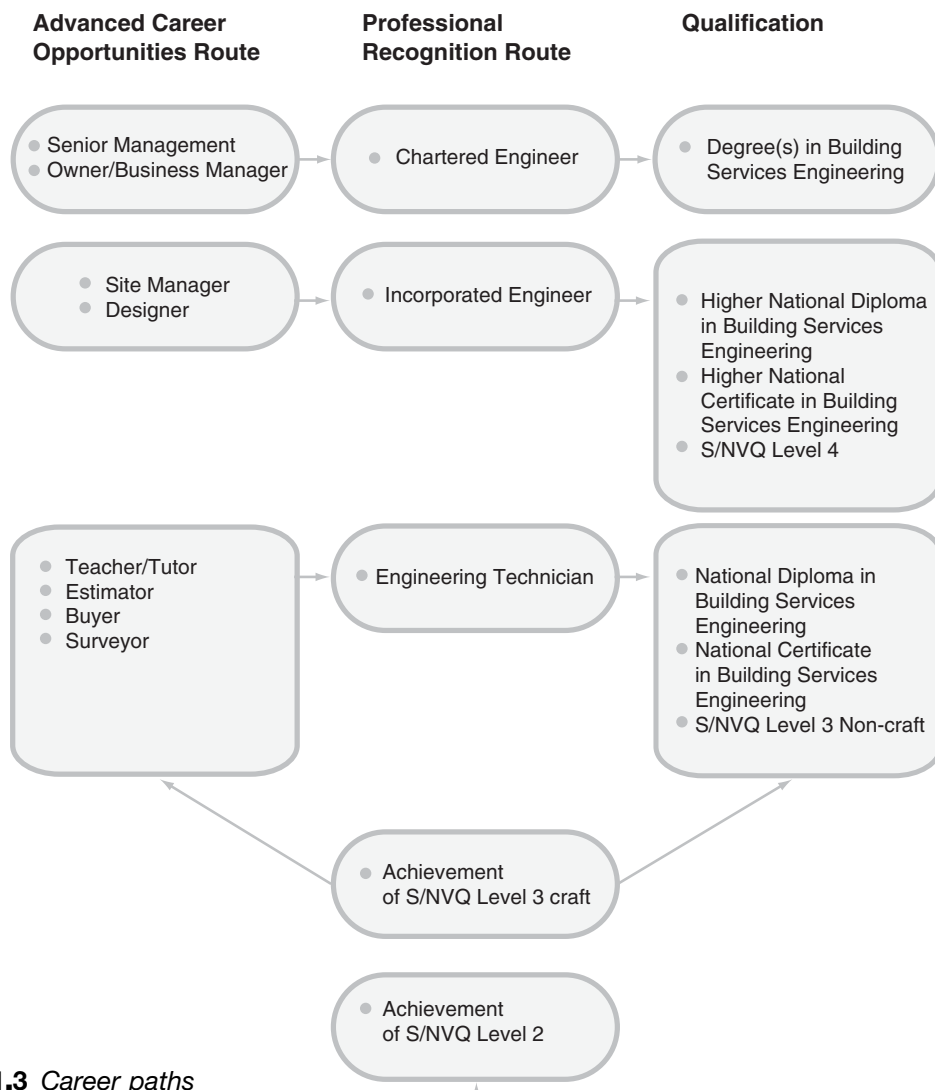 Advanced Career
Opportunities Route
Professional
Recognition Route
Qualification
Senior Management
Owner/Business Manager
Chartered Engineer
Degree(s) in Building
Services Engineering
Site Manager
Designer
Incorporated Engineer
Higher National Diploma
in Building Services
Engineering
Higher National
Certificate in Building
Services Engineering
S/NVQ Level 4
Teacher/Tutor
Estimator
Buyer
Surveyor
Engineering Technician
National Diploma in
Building Services
Engineering
National Certificate
in Building Services
Engineering
S/NVQ Level 3 Non-craft
Achievement
of S/NVQ Level 3 craft
Achievement
of S/NVQ Level 2
1.3 Career paths